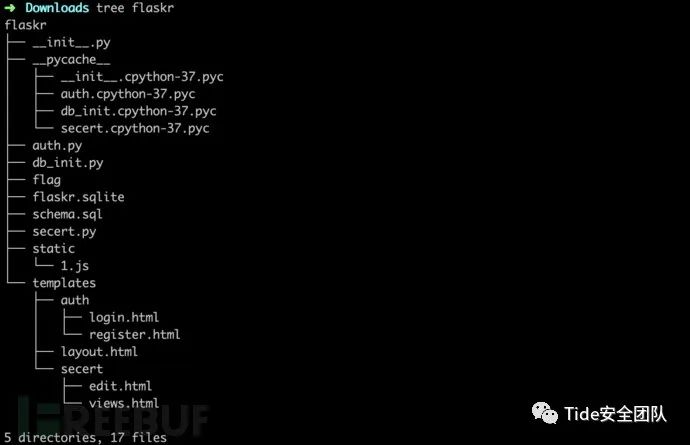 ➜ Downloads tree flaskr
flaskr
├── __init__.py
├── __pycache__
│   ├── __init__.cpython-37.pyc
│   ├── auth.cpython-37.pyc
│   ├── db_init.cpython-37.pyc
│   └── secert.cpython-37.pyc
├── auth.py
├── db_init.py
├── flag
├── flaskr.sqlite
├── schema.sql
├── secert.py
├── static
│   └── 1.js
└── templates
    ├── auth
    │   ├── login.html
    │   └── register.html
    ├── layout.html
    └── secert
        ├── edit.html
        └── views.html
FREEBUF
Tide安全团队
5 directories, 17 files